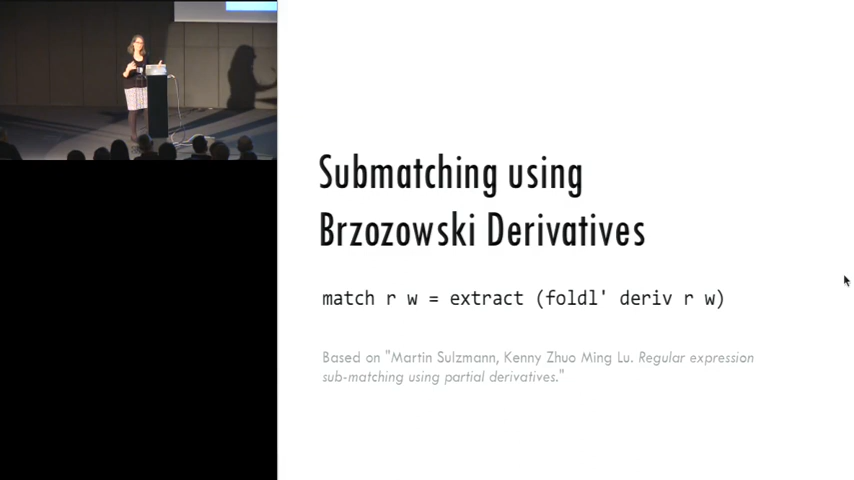 Submatching using
Brzozowski Derivatives
match r w = extract (foldl' deriv r w)
Based on "Martin Sulzmann, Kenny Zhuo Ming Lu. Regular expression
sub-matching using partial derivatives."